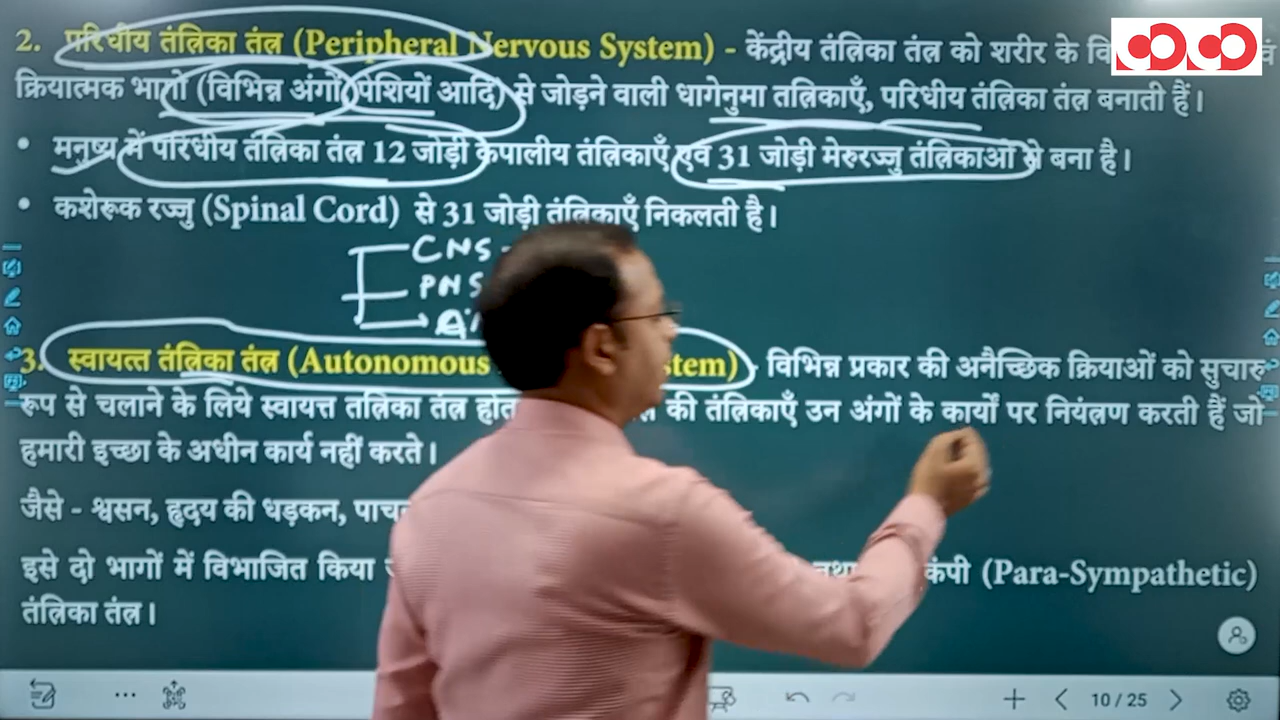 2. परिधीय तंत्रिका तंत्र (Peripheral Nervous System) - केंद्रीय तंत्रिका तंत्र को शरीर के
क्रियात्मक भागों (विभिन्न अंगों, पेशियों आदि) से जोड़ने वाली धागेनुमा तंत्रिकाएँ, परिधीय तंत्रिका तंत्र बनाती हैं।
• मनुष्य में परिधीय तंत्रिका तंत्र 12 जोड़ी कपालीय तंत्रिकाएँ एवं 31 जोड़ी मेरुरज्जु तंत्रिकाओं से बना है।
• कशेरूक रज्जु (Spinal Cord) से 31 जोड़ी तंत्रिकाएँ निकलती है।
CNS
PNS
3. स्वायत्त तंत्रिका तंत्र (Autonomous - विभिन्न प्रकार की अनैच्छिक क्रियाओं को सुचारु
रूप से चलाने के लिये स्वायत्त तंत्रिका तंत्र की तंत्रिकाएँ उन अंगों के कार्यों पर नियंत्रण करती हैं जो
हमारी इच्छा के अधीन कार्य नहीं करते।
जैसे - श्वसन, हृदय की धड़कन,
इसे दो भागों में विभाजित किया (Para-Sympathetic)
तंत्रिका तंत्र।
10 / 25